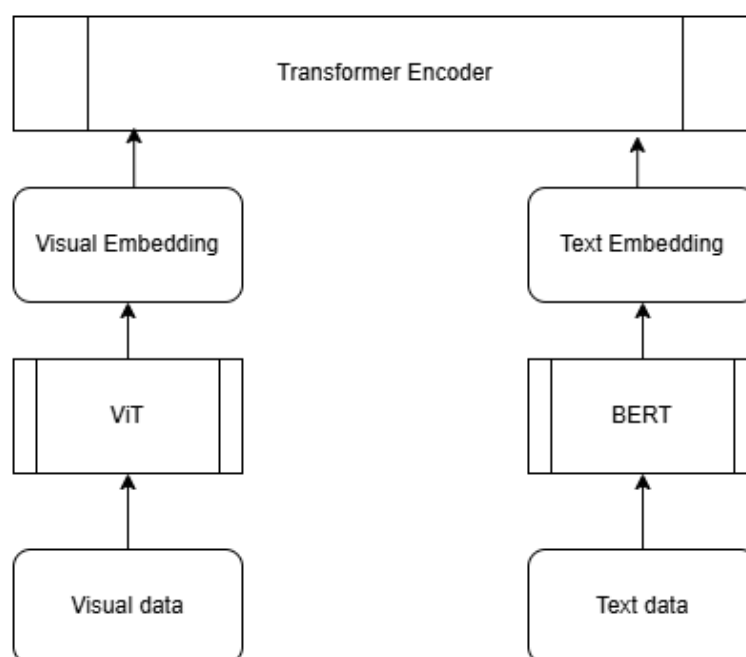 Transformer Encoder
Visual Embedding
Text Embedding
ViT
BERT
Visual data
Text data